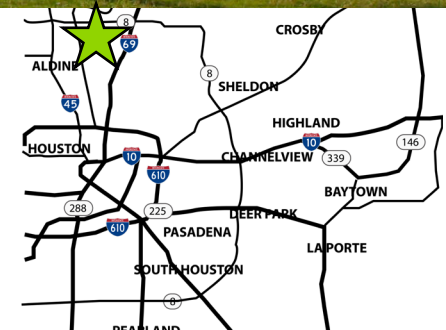 8
CROSBY
69
ALDINE
8
SHELDON
45
HIGHLAND
10
146
HOUSTON
10
CHANNELVIEW
339
610
BAYTOWN
288
225
DEER PARK
610
PASADENA
LA PORTE
SOUTH HOUSTON
8
PEARLAND